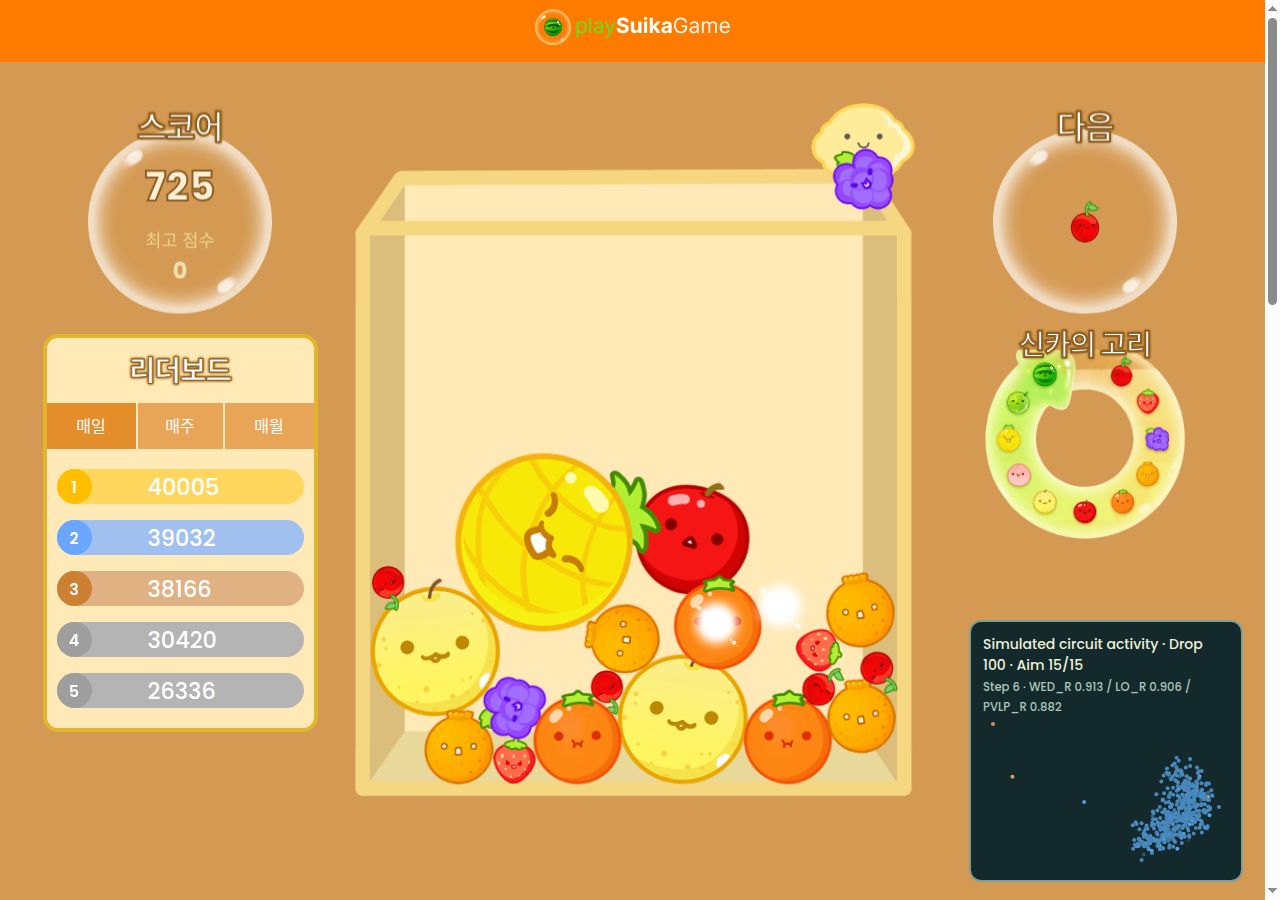 playSuikaGame
스코어
725
최고 점수
0
다음
신카의 고리
리더보드
매일
매주
매월
1 40005
2 39032
3 38166
4 30420
5 26336
Simulated circuit activity · Drop
100 · Aim 15/15
Step 6 · WED_R 0.913 / LO_R 0.906 /
PVLP_R 0.882